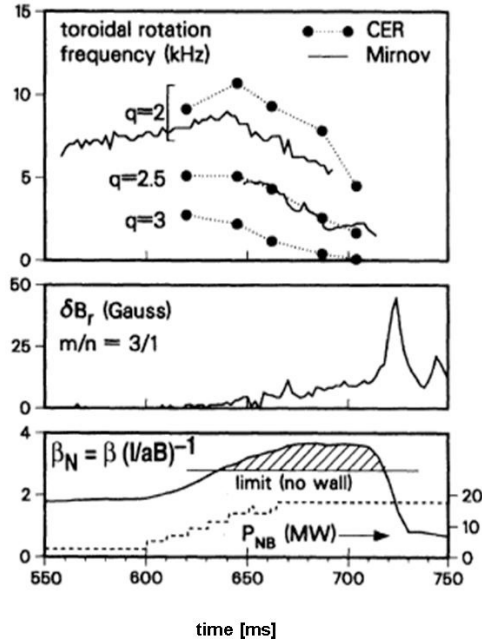 15
toroidal rotation
frequency (kHz)
CER
Mirnov
10
q=2
5
q=2.5
q=3
0
50
δBr (Gauss)
m/n = 3/1
25
0
4
βN = β (I/aB)⁻¹
limit (no wall)
2
20
PNB (MW)
10
0
0
550
600
650
700
750
time [ms]